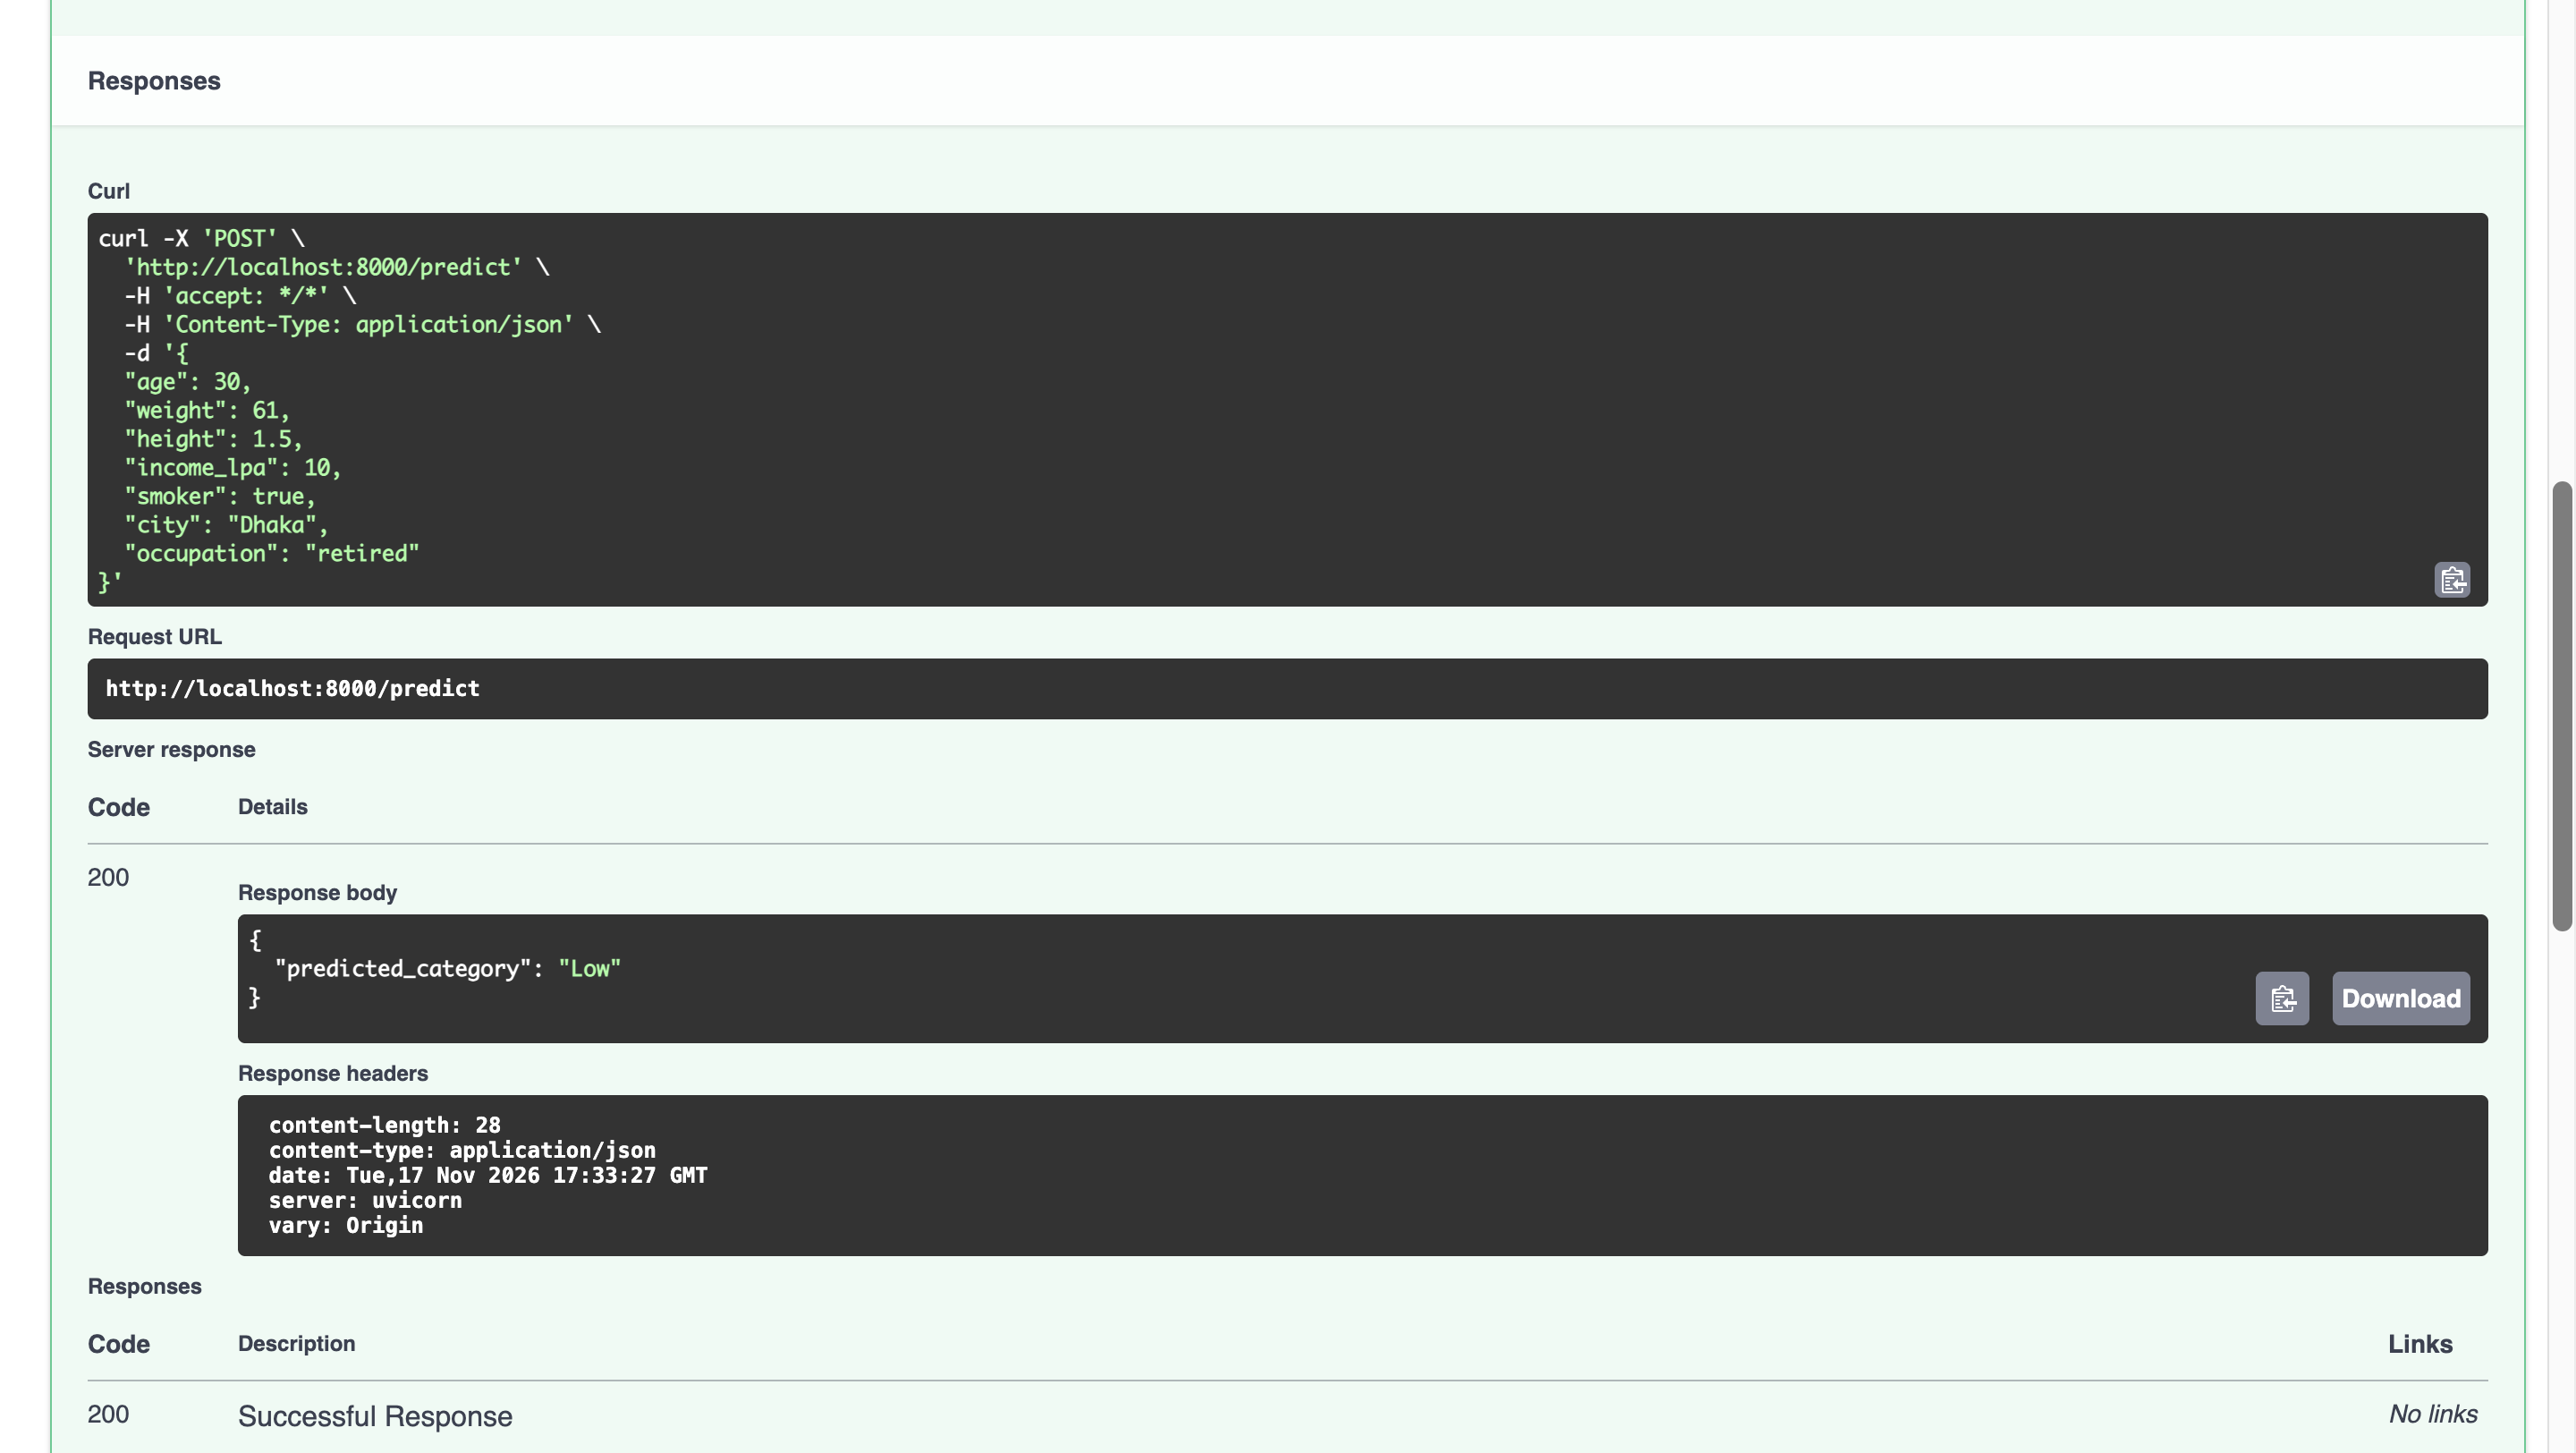 Responses
Curl
curl -X 'POST' \
  'http://localhost:8000/predict' \
  -H 'accept: */*' \
  -H 'Content-Type: application/json' \
  -d '{
  "age": 30,
  "weight": 61,
  "height": 1.5,
  "income_lpa": 10,
  "smoker": true,
  "city": "Dhaka",
  "occupation": "retired"
}'
Request URL
http://localhost:8000/predict
Server response
Code Details
200
Response body
{
  "predicted_category": "Low"
}
Download
Response headers
content-length: 28
content-type: application/json
date: Tue,17 Nov 2026 17:33:27 GMT
server: uvicorn
vary: Origin
Responses
Code Description Links
200 Successful Response No links